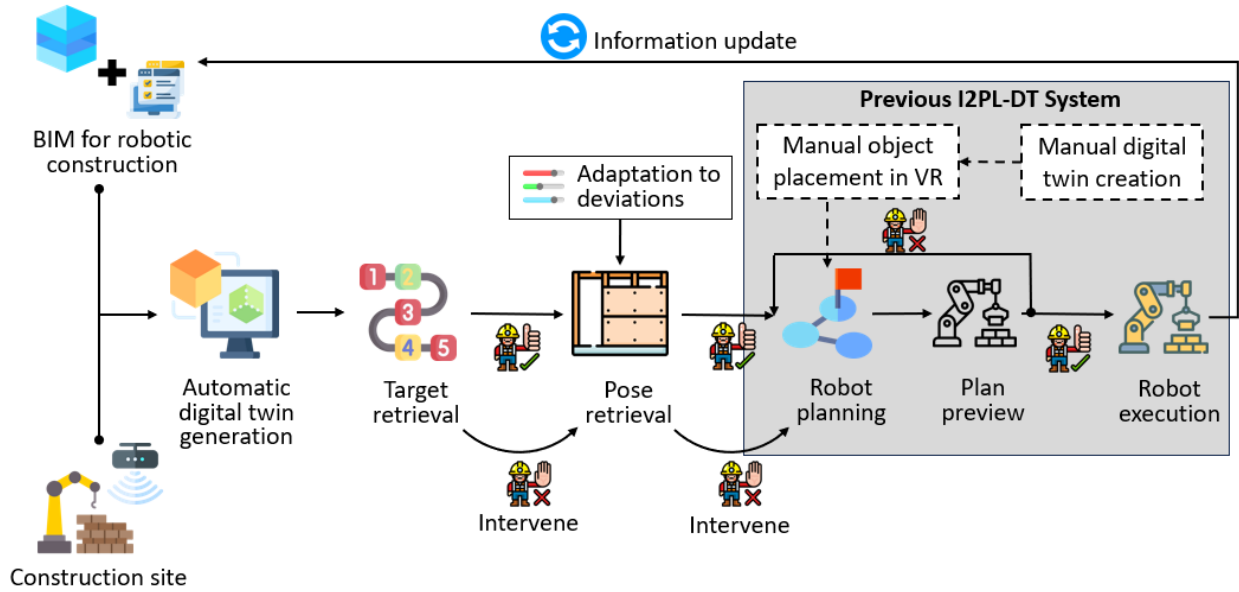 Information update
BIM for robotic
construction
Previous I2PL-DT System
Manual object
placement in VR
Manual digital
twin creation
Adaptation to
deviations
1 2
3
4 5
Automatic
digital twin
generation
Target
retrieval
Pose
retrieval
Robot
planning
Plan
preview
Robot
execution
Intervene
Intervene
Construction site